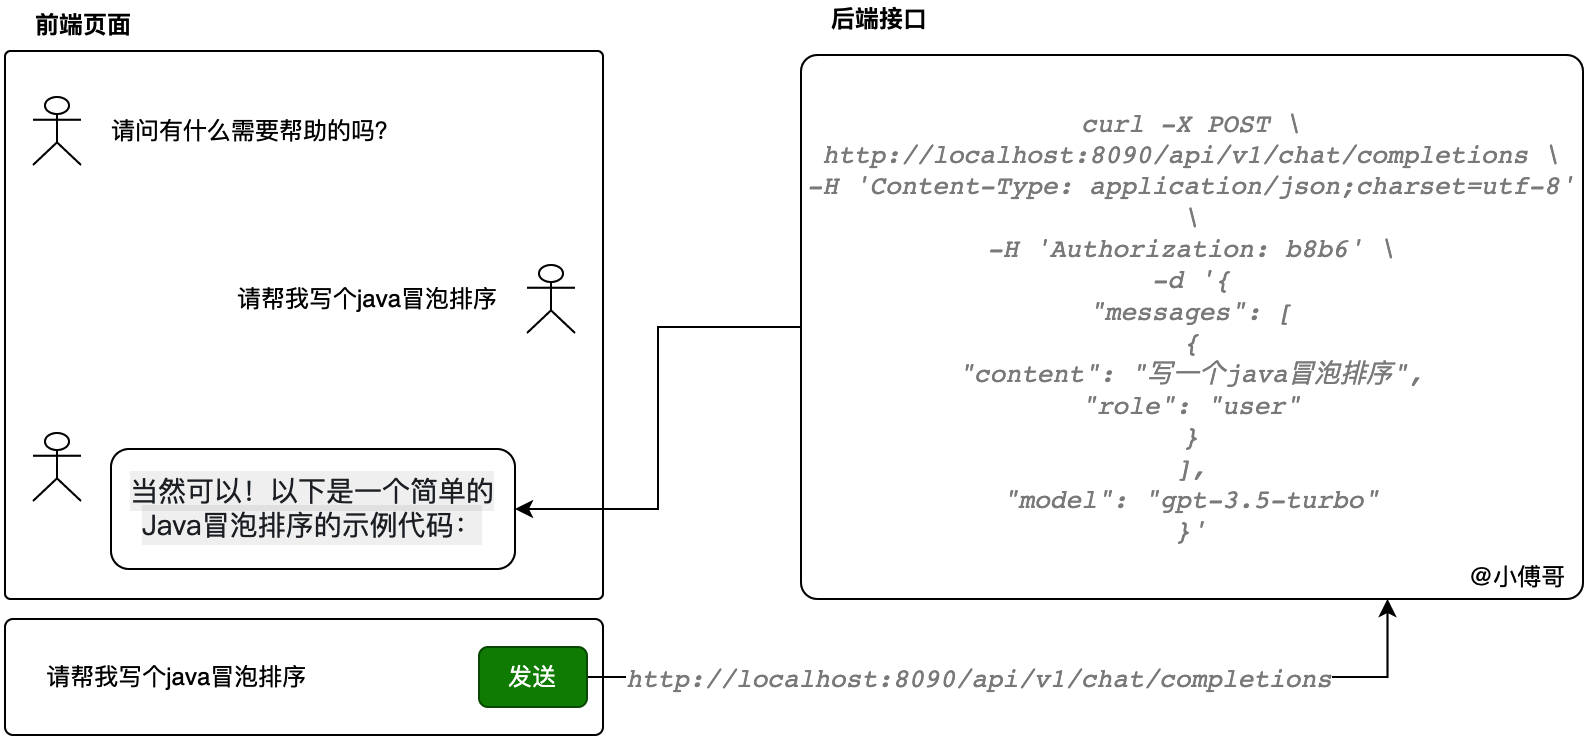 前端页面
请问有什么需要帮助的吗?
请帮我写个java冒泡排序
当然可以！以下是一个简单的
Java冒泡排序的示例代码：
请帮我写个java冒泡排序
发送
http://localhost:8090/api/v1/chat/completions
后端接口
curl -X POST \
http://localhost:8090/api/v1/chat/completions \
-H 'Content-Type: application/json;charset=utf-8'
\
-H 'Authorization: b8b6' \
-d '{
"messages": [
{
"content": "写一个java冒泡排序",
"role": "user"
}
],
"model": "gpt-3.5-turbo"
}'
@小傅哥